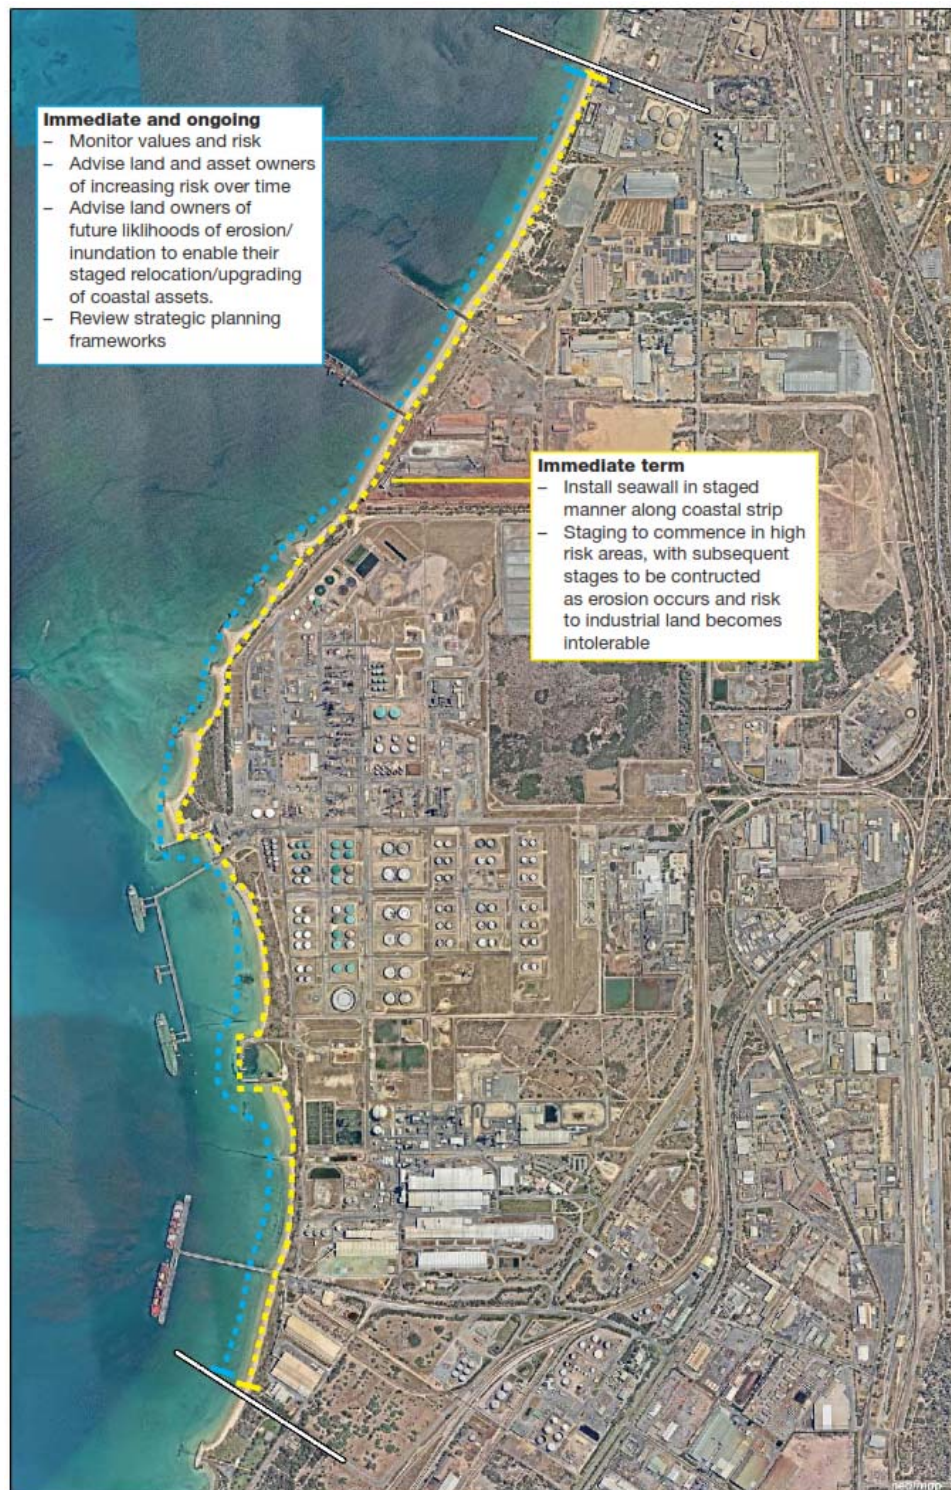 Immediate and ongoing
– Monitor values and risk
– Advise land and asset owners
of increasing risk over time
– Advise land owners of
future liklihoods of erosion/
inundation to enable their
staged relocation/upgrading
of coastal assets.
– Review strategic planning
frameworks
Immediate term
– Install seawall in staged
manner along coastal strip
– Staging to commence in high
risk areas, with subsequent
stages to be contructed
as erosion occurs and risk
to industrial land becomes
intolerable